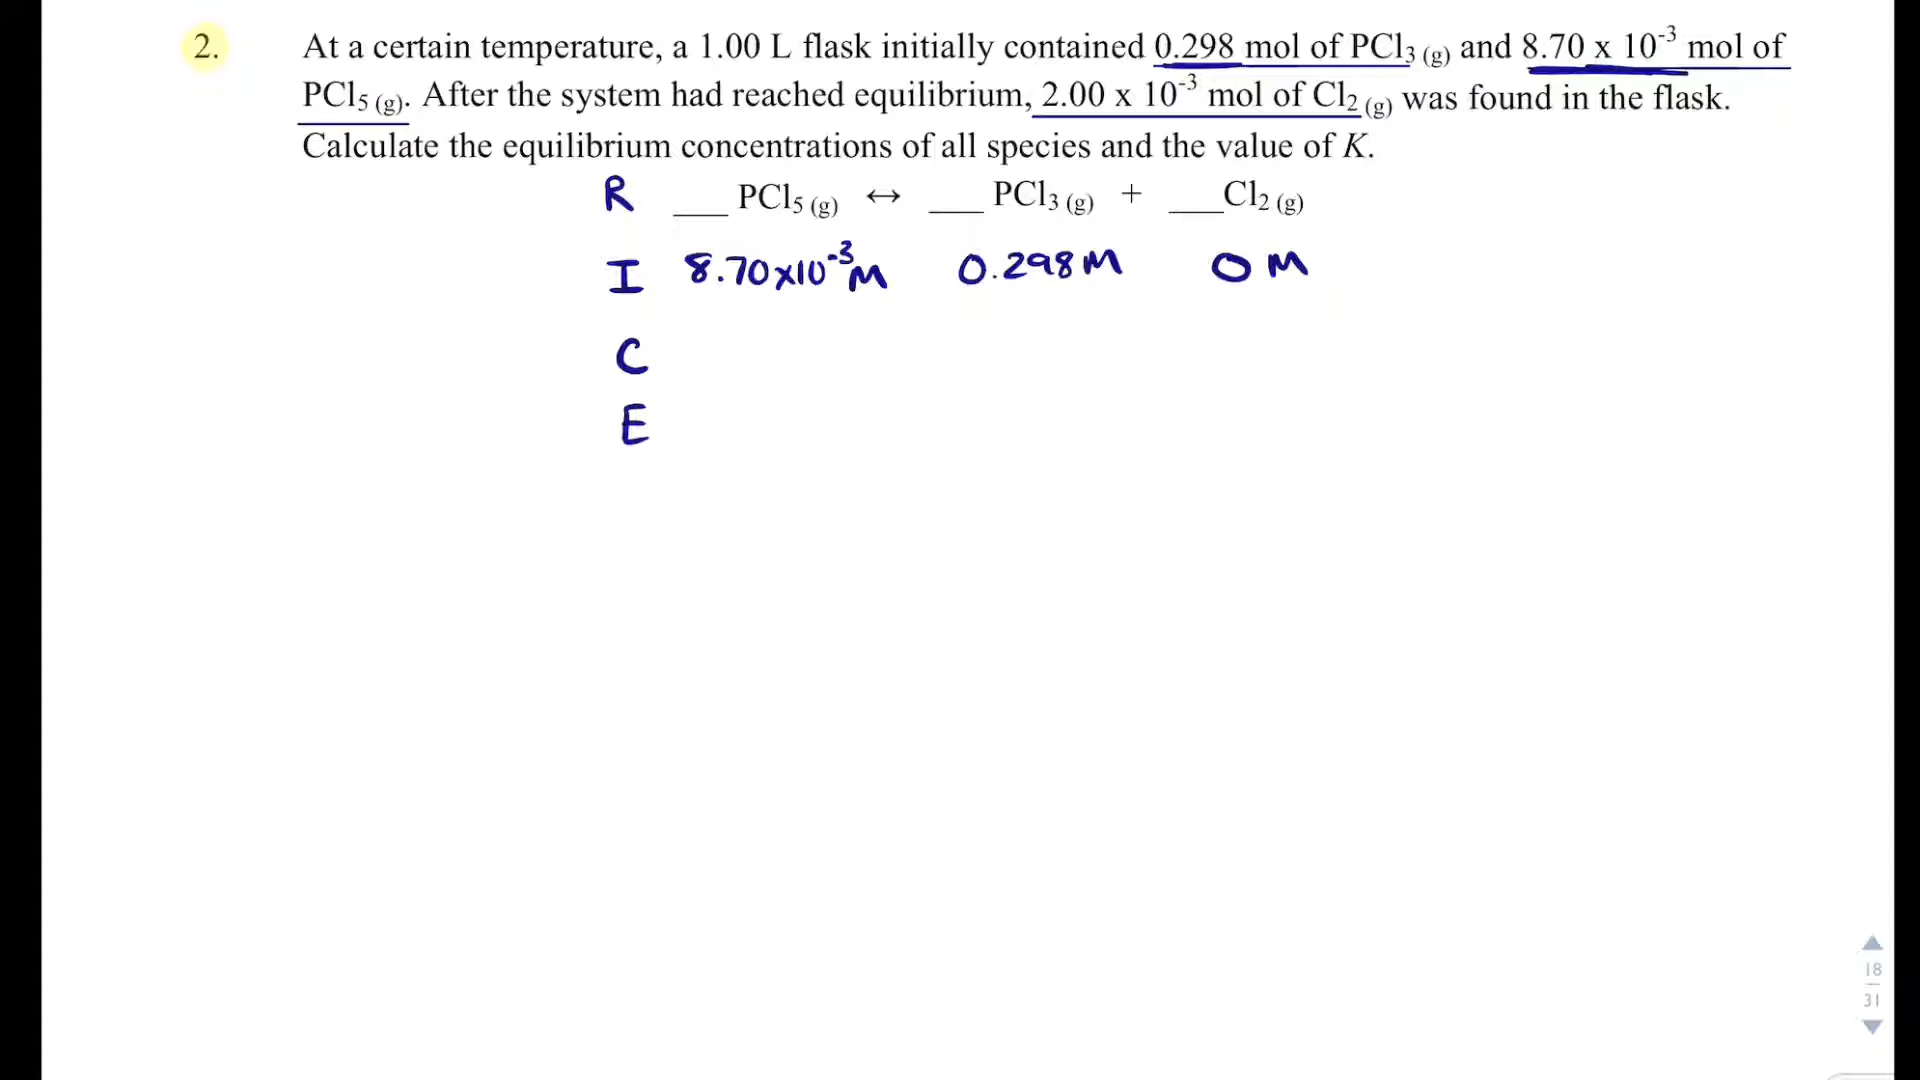 2. At a certain temperature, a 1.00 L flask initially contained 0.298 mol of PCl₃ (g) and 8.70 x 10⁻³ mol of
PCl₅ (g). After the system had reached equilibrium, 2.00 x 10⁻³ mol of Cl₂ (g) was found in the flask.
Calculate the equilibrium concentrations of all species and the value of K.
R ___ PCl₅ (g) ↔ ___ PCl₃ (g) + ___Cl₂ (g)
I 8.70x10⁻³M 0.298M 0 M
C
E
18
31